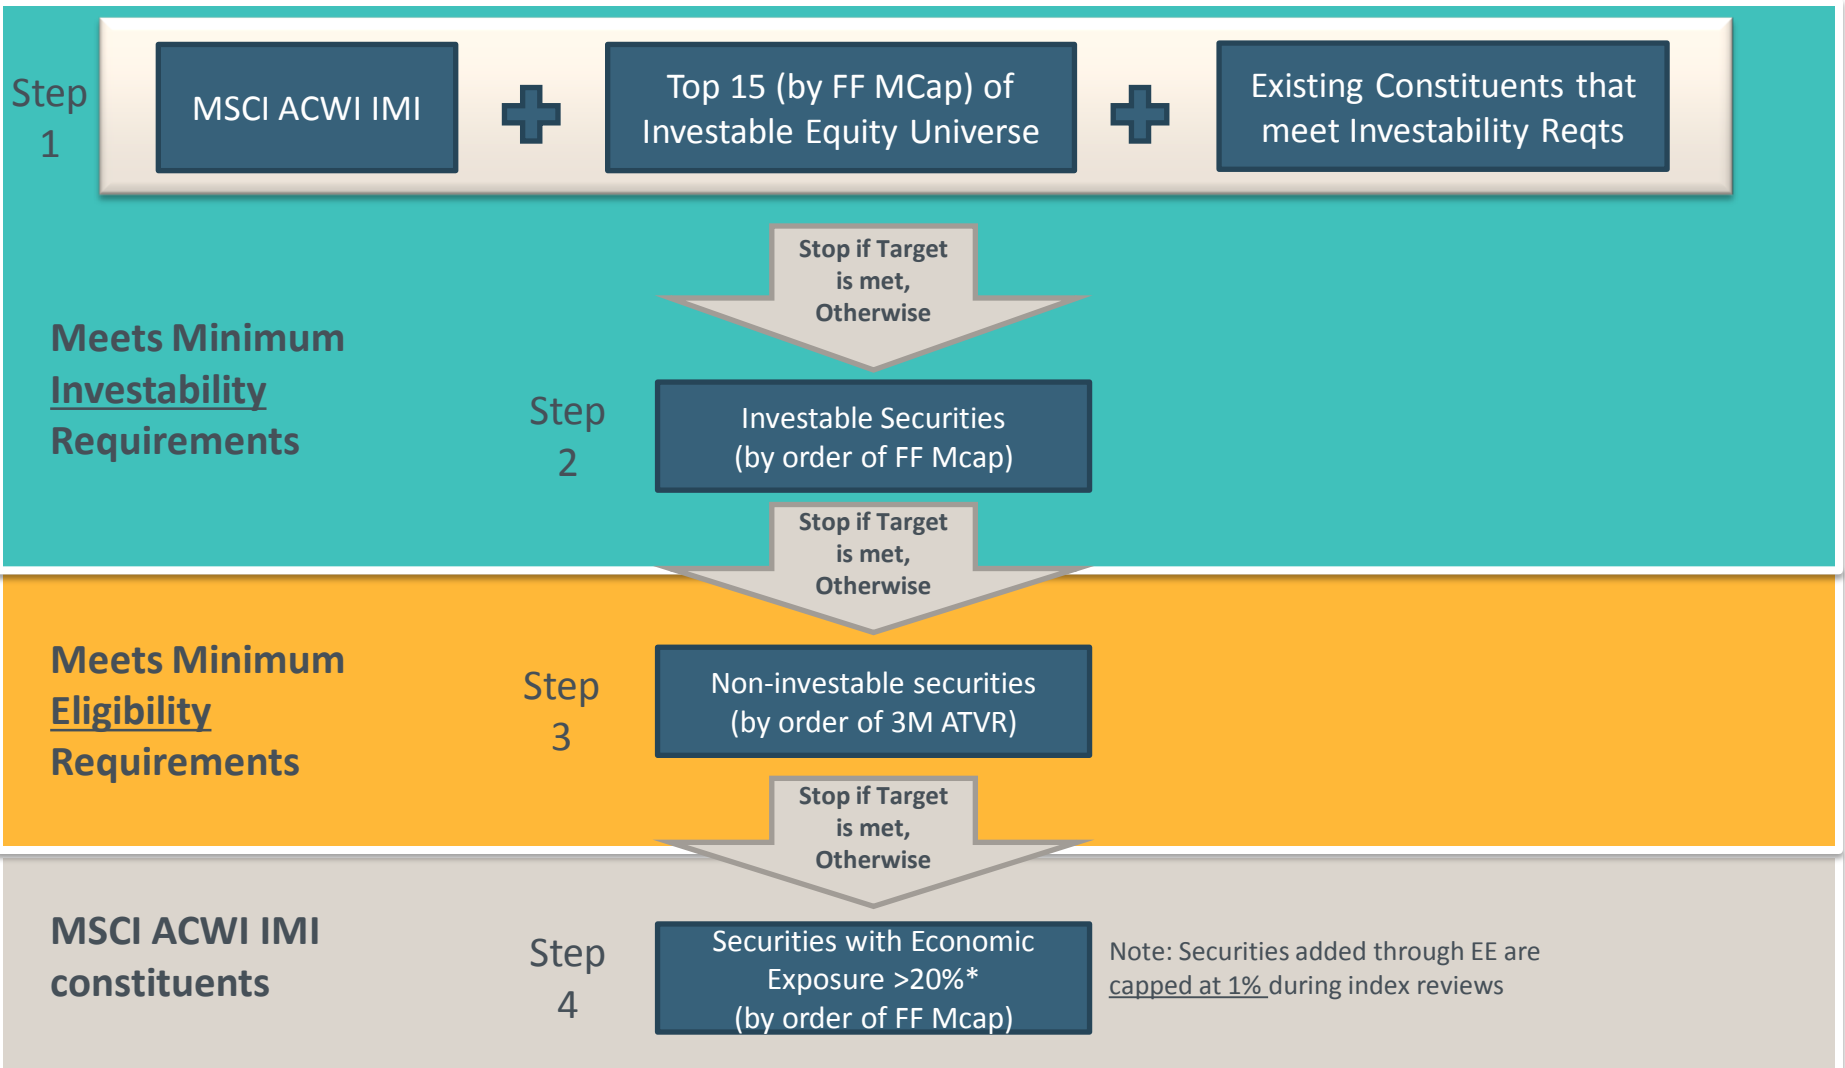 Step
1
MSCI ACWI IMI
Top 15 (by FF MCap) of
Investable Equity Universe
Existing Constituents that
meet Investability Reqts
Stop if Target
is met,
Otherwise
Meets Minimum
Investability
Requirements
Step
2
Investable Securities
(by order of FF Mcap)
Stop if Target
is met,
Otherwise
Meets Minimum
Eligibility
Requirements
Step
3
Non-investable securities
(by order of 3M ATVR)
Stop if Target
is met,
Otherwise
MSCI ACWI IMI
constituents
Step
4
Securities with Economic
Exposure >20%*
(by order of FF Mcap)
Note: Securities added through EE are
capped at 1% during index reviews